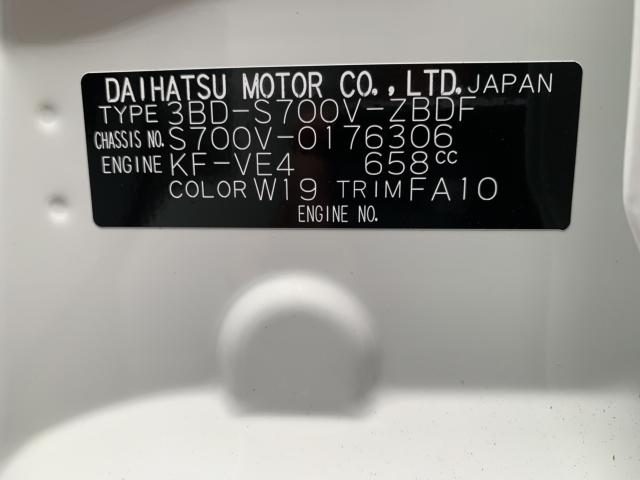 DAIHATSU MOTOR CO., LTD. JAPAN
TYPE 3BD-S700V-ZBDF
CHASSIS NO. S700V-0176306
ENGINE KF-VE4 658cc
COLOR W19 TRIM FA10
ENGINE NO.